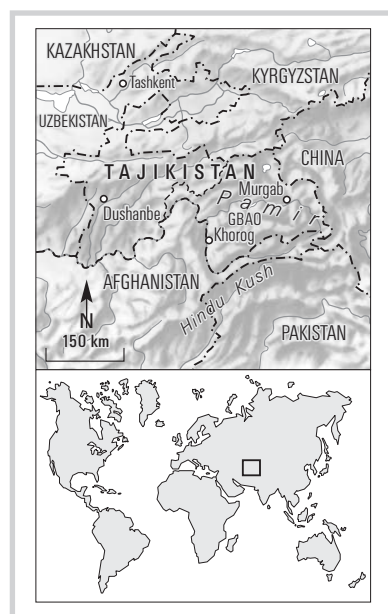 KAZAKHSTAN
Tashkent
KYRGYZSTAN
UZBEKISTAN
CHINA
TAJIKISTAN
Murgab
Pamir
Dushanbe
GBAO
Khorog
AFGHANISTAN
Hindu Kush
N
150 km
PAKISTAN